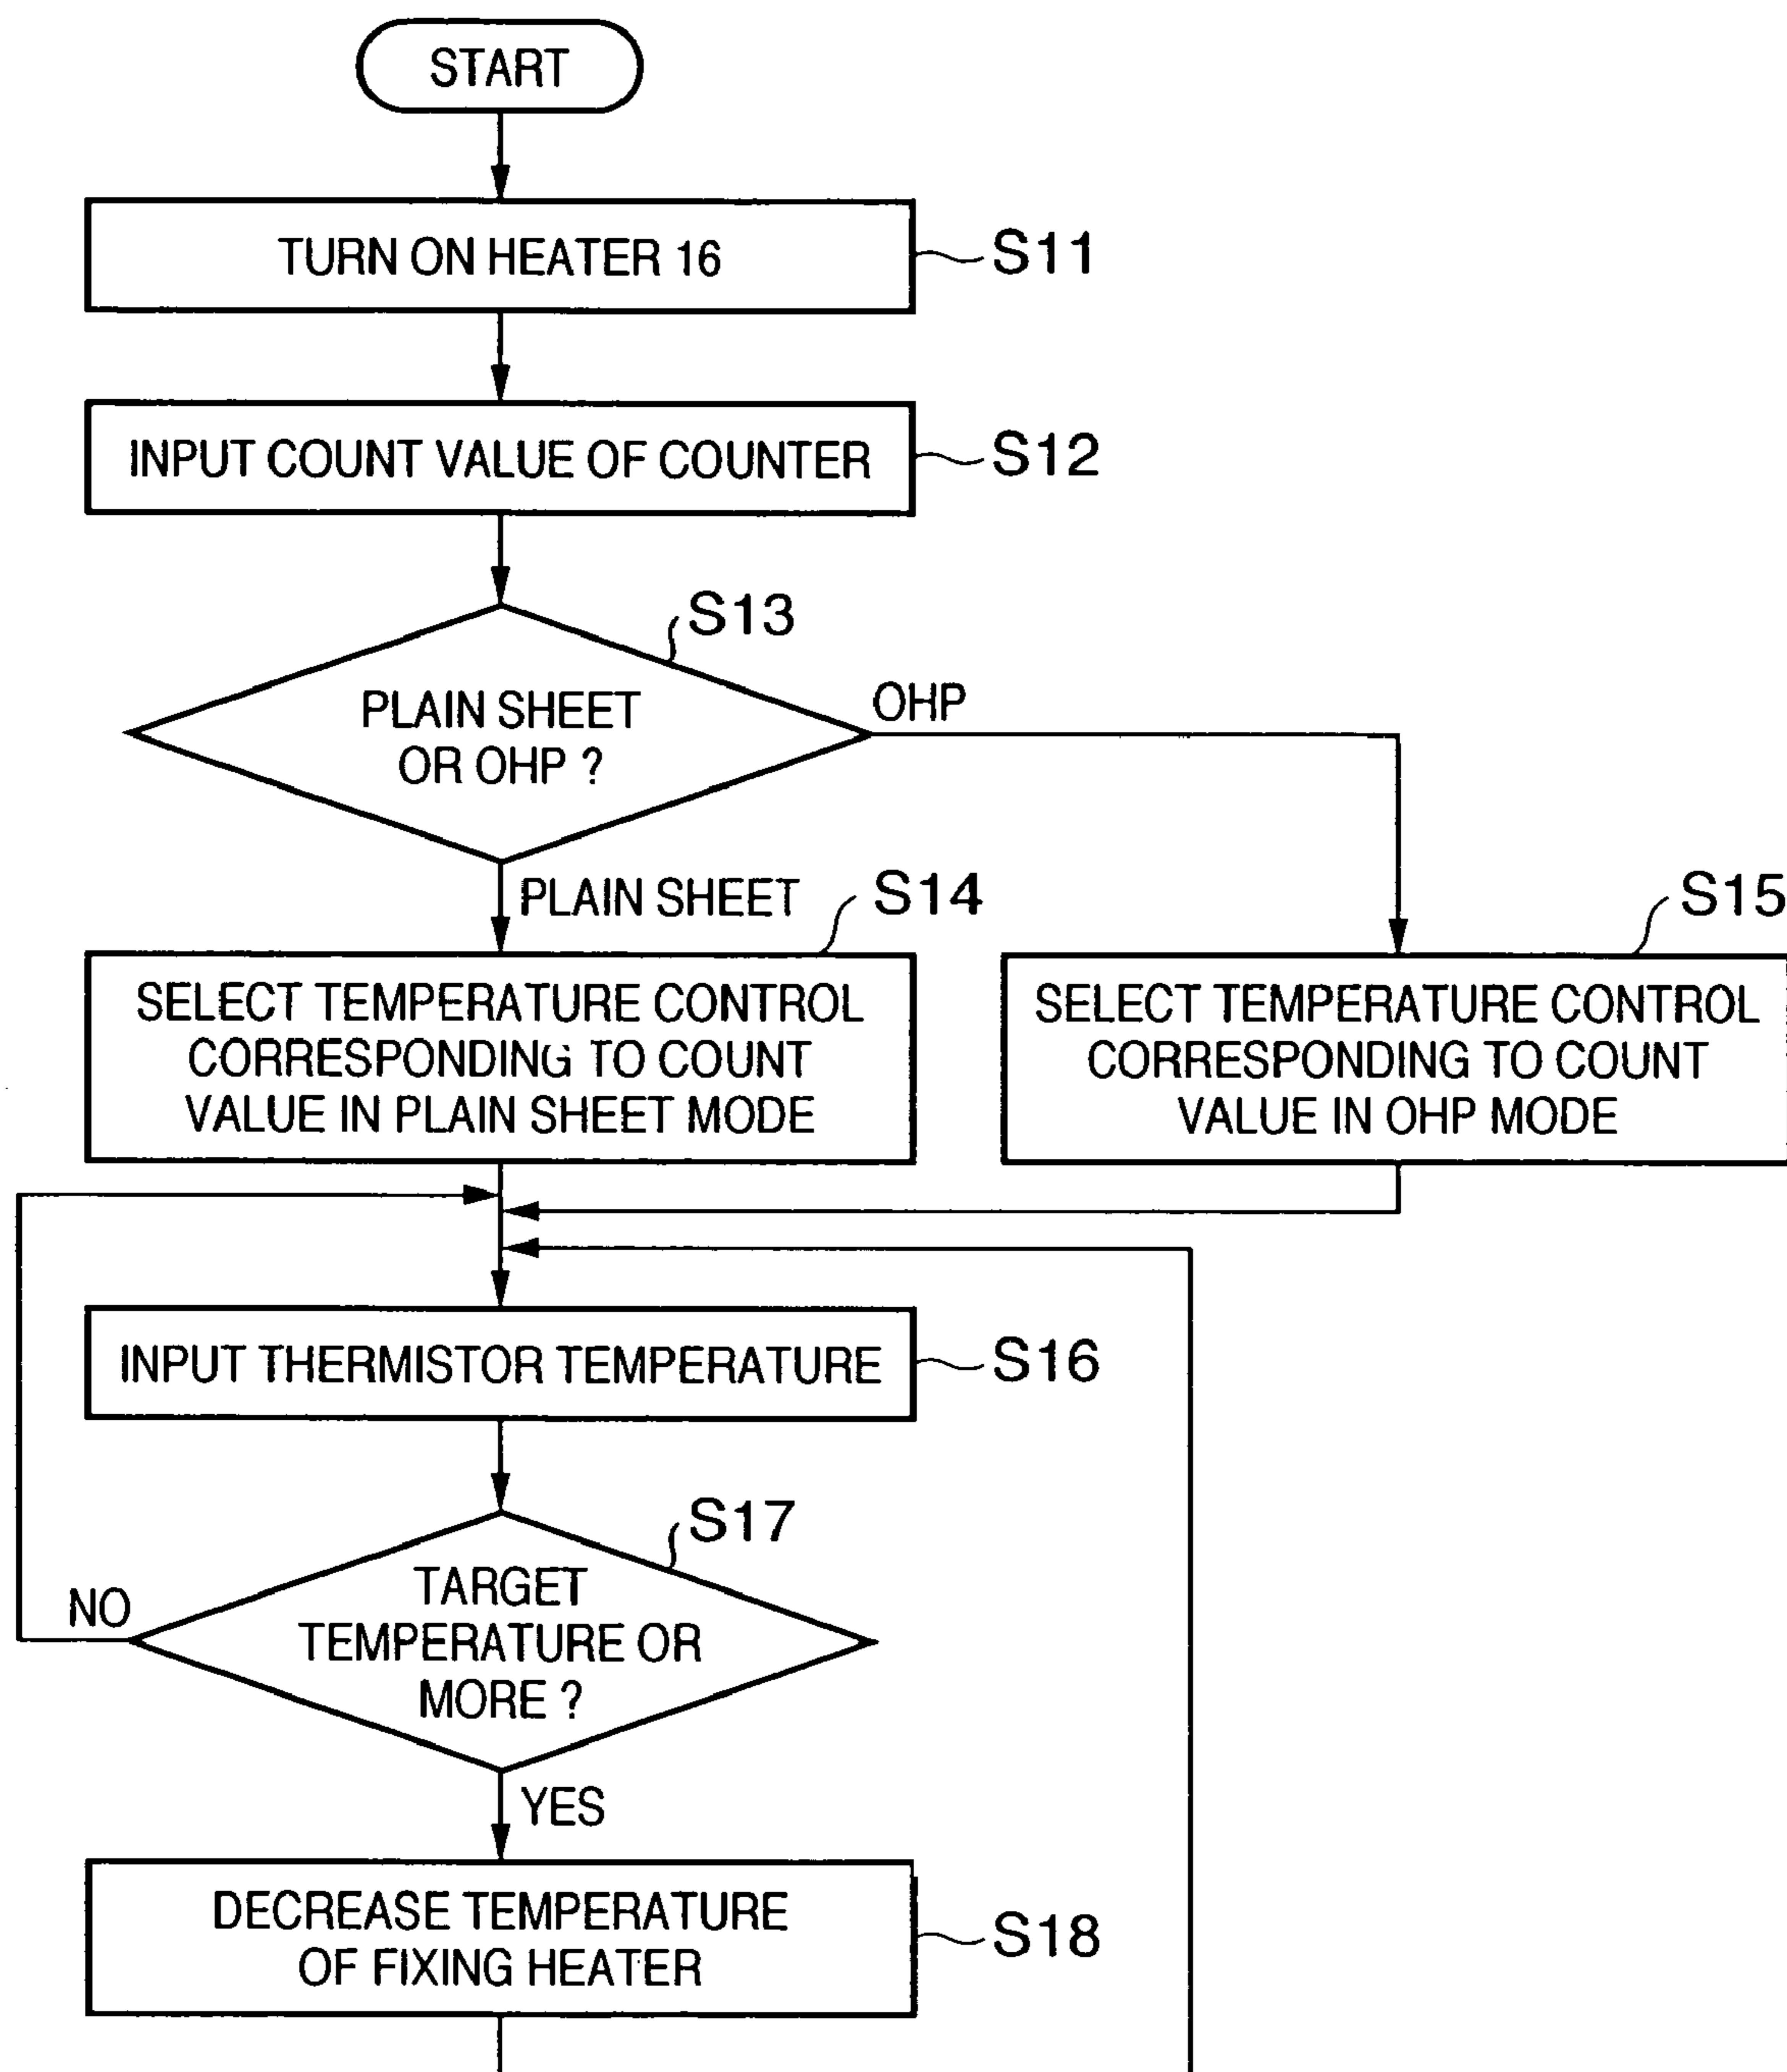 START
TURN ON HEATER 16
S11
INPUT COUNT VALUE OF COUNTER
S12
S13
PLAIN SHEET
OR OHP ?
OHP
PLAIN SHEET
S14
S15
SELECT TEMPERATURE CONTROL
CORRESPONDING TO COUNT
VALUE IN PLAIN SHEET MODE
SELECT TEMPERATURE CONTROL
CORRESPONDING TO COUNT
VALUE IN OHP MODE
INPUT THERMISTOR TEMPERATURE
S16
S17
TARGET
TEMPERATURE OR
MORE ?
NO
YES
DECREASE TEMPERATURE
OF FIXING HEATER
S18